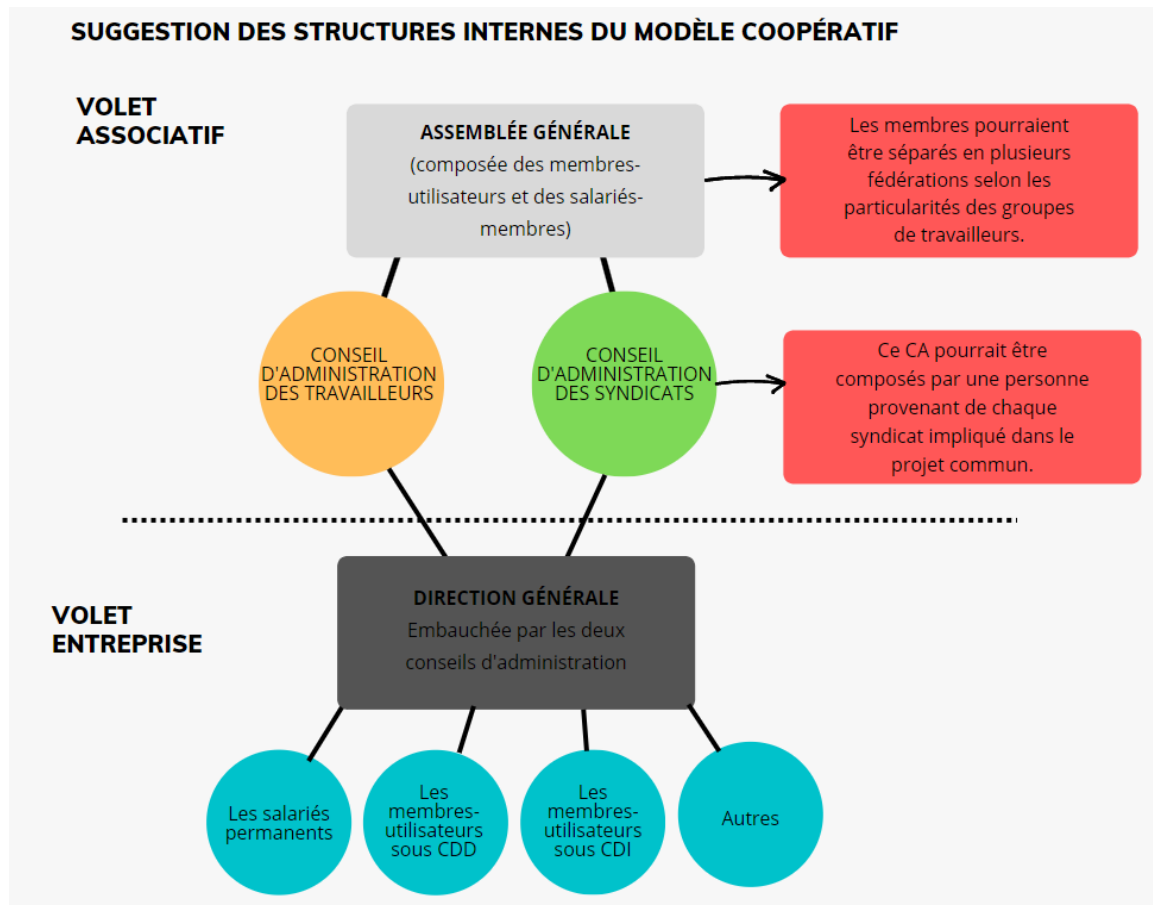 SUGGESTION DES STRUCTURES INTERNES DU MODÈLE COOPÉRATIF
VOLET
ASSOCIATIF
ASSEMBLÉE GÉNÉRALE
(composée des membres-
utilisateurs et des salariés-
membres)
Les membres pourraient
être séparés en plusieurs
fédérations selon les
particularités des groupes
de travailleurs.
CONSEIL
D'ADMINISTRATION
DES TRAVAILLEURS
CONSEIL
D'ADMINISTRATION
DES SYNDICATS
Ce CA pourrait être
composés par une personne
provenant de chaque
syndicat impliqué dans le
projet commun.
VOLET
ENTREPRISE
DIRECTION GÉNÉRALE
Embauchée par les deux
conseils d'administration
Les salariés
permanents
Les
membres-
utilisateurs
sous CDD
Les
membres-
utilisateurs
sous CDI
Autres